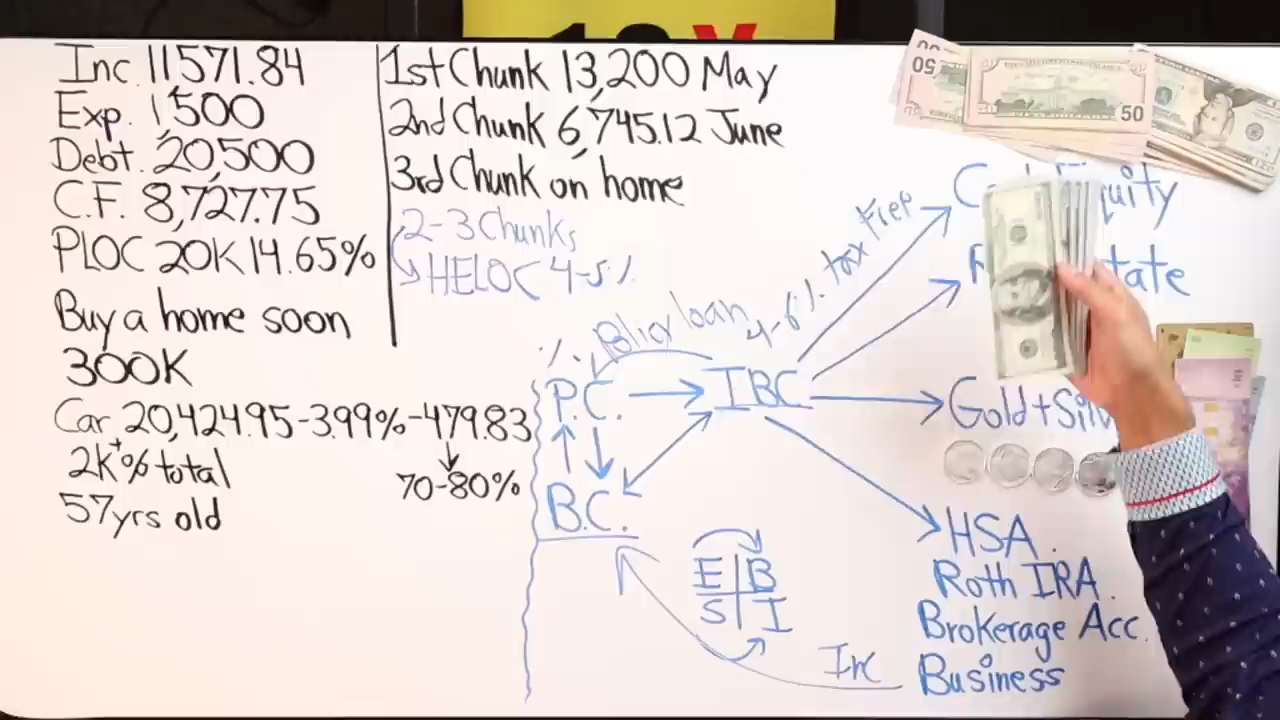 Inc 11,571.84
Exp. 1,500
Debt. 20,500
C.F. 8,727.75
PLOC 20K 14.65%
Buy a home soon
300K
Car 20,424.95-3.99%-479.83
2K+% total
70-80%
57yrs old
1st Chunk 13,200 May
2nd Chunk 6,745.12 June
3rd Chunk on home
2-3 Chunks
HELOC 4-5%
Policy loan
4-6% tax Free
%
P.C.
IBC
B.C.
Gold+
HSA
Roth IRA
Brokerage Acc.
Business
Inc
E B
S I
50
50